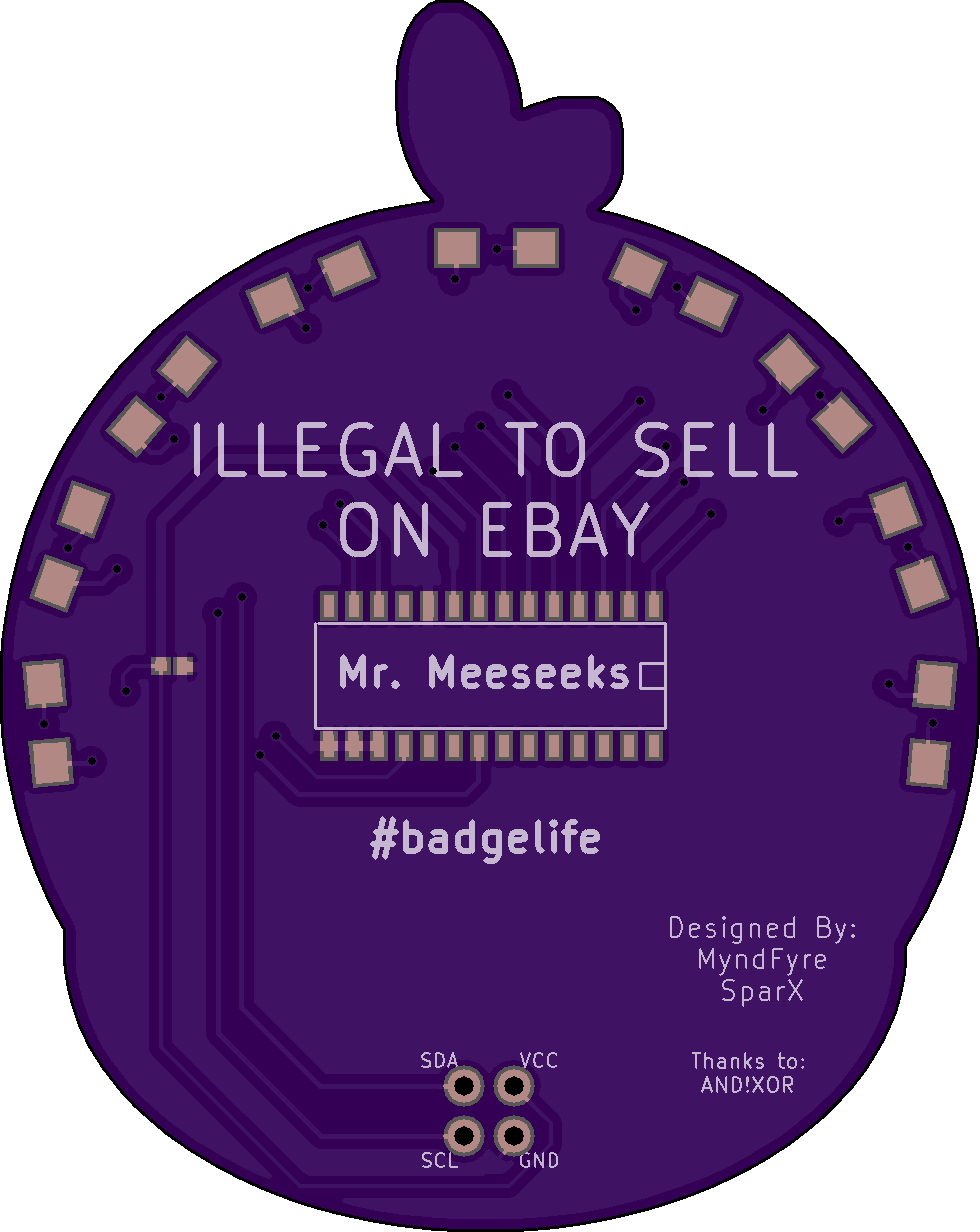 ILLEGAL TO SELL
ON EBAY
Mr. Meeseeks
#badgelife
Designed By:
MyndFyre
SparX
Thanks to:
AND!XOR
SDA VCC
SCL GND